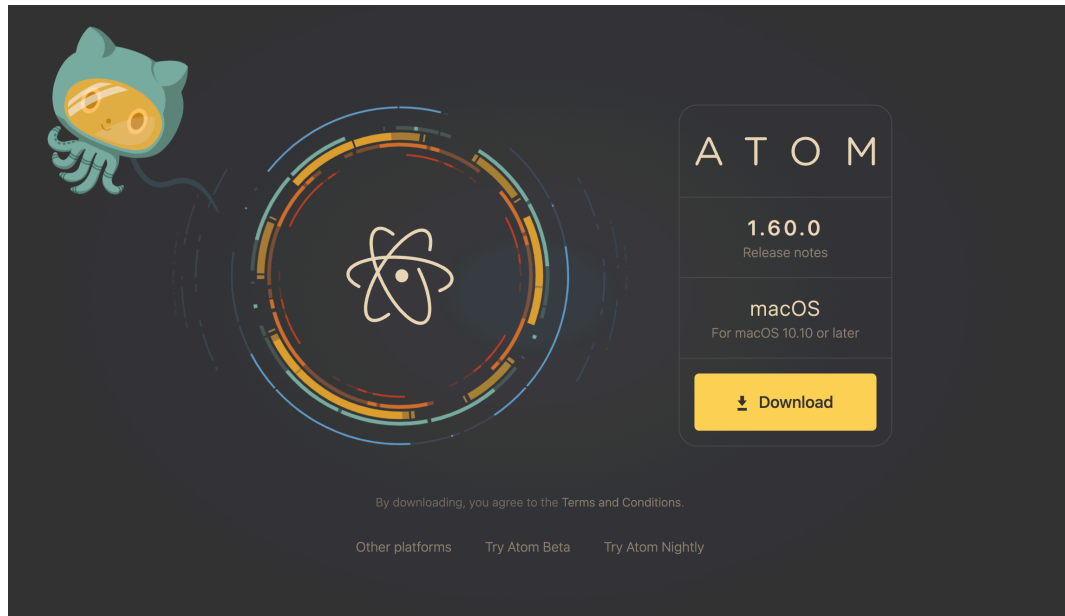 ATOM
1.60.0
Release notes
macOS
For macOS 10.10 or later
Download
By downloading, you agree to the Terms and Conditions.
Other platforms Try Atom Beta Try Atom Nightly